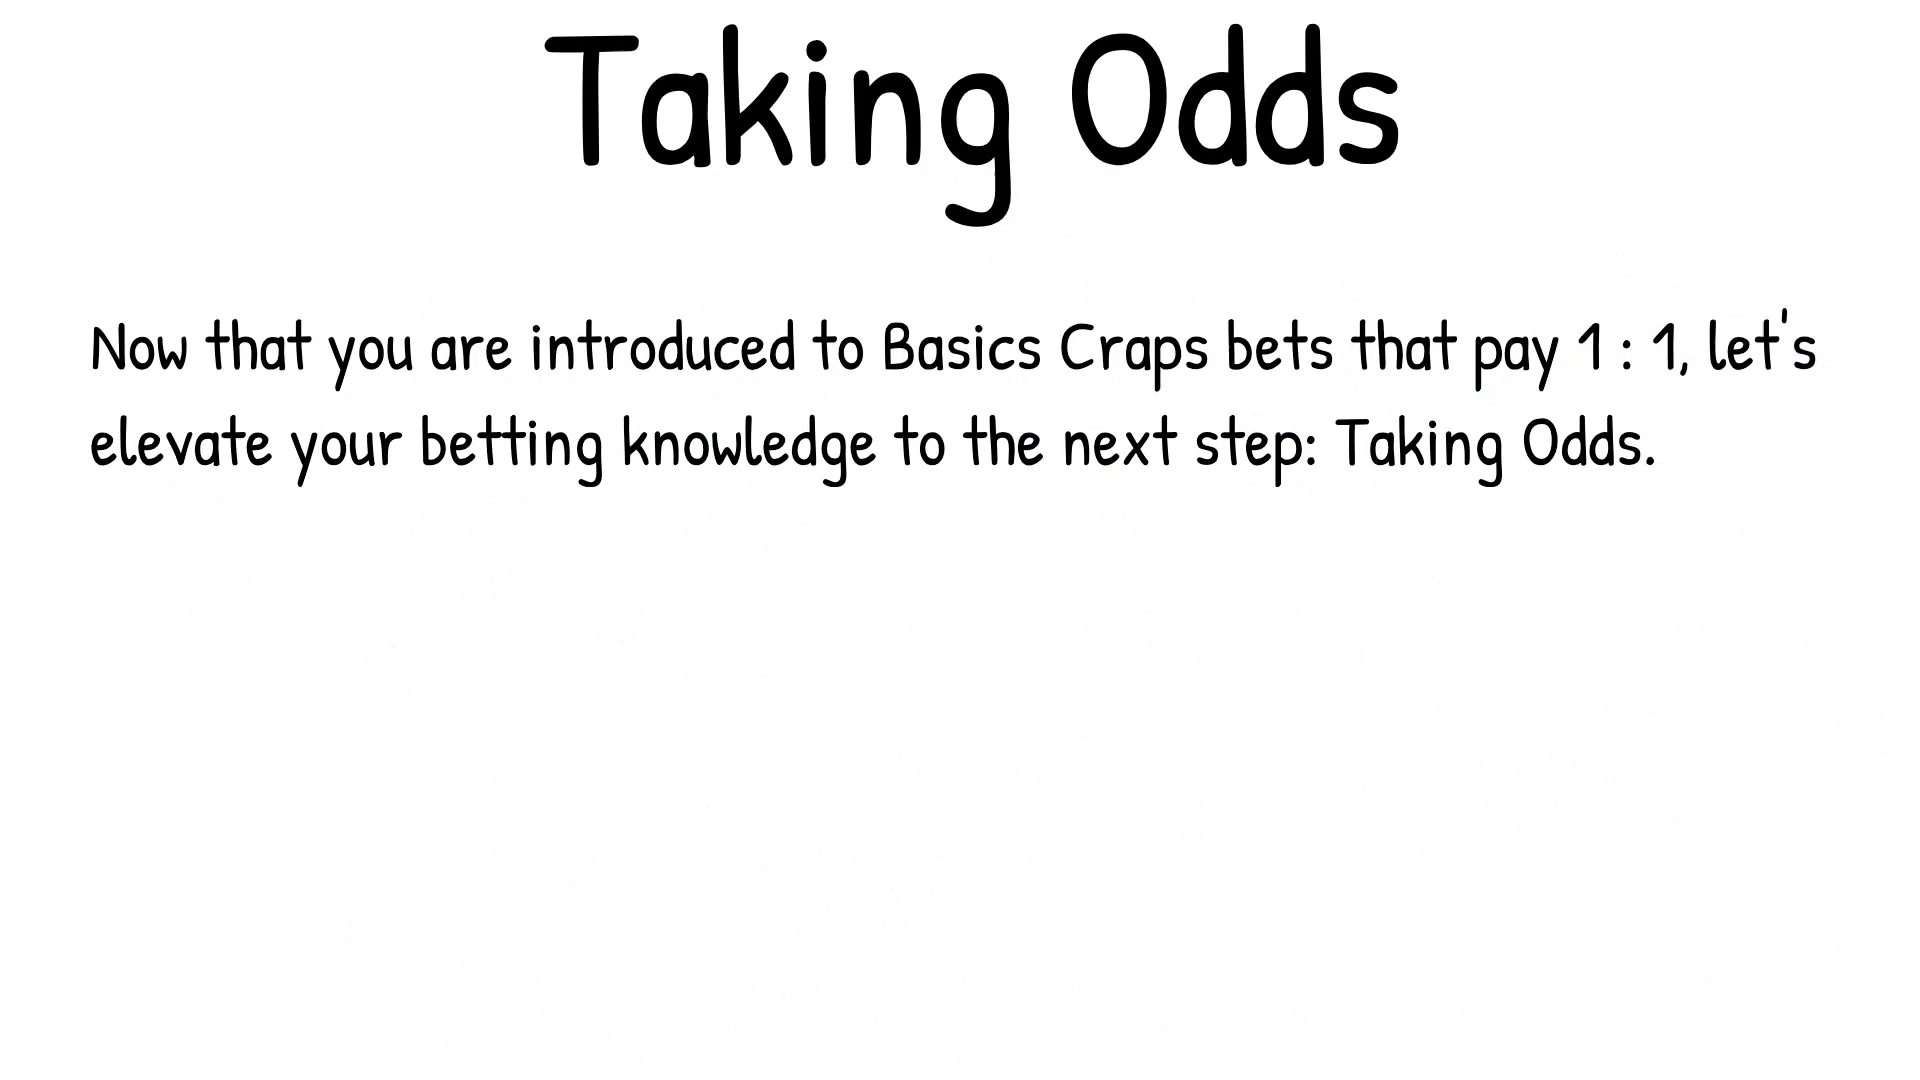 Taking Odds
Now that you are introduced to Basics Craps bets that pay 1 : 1, let's
elevate your betting knowledge to the next step: Taking Odds.